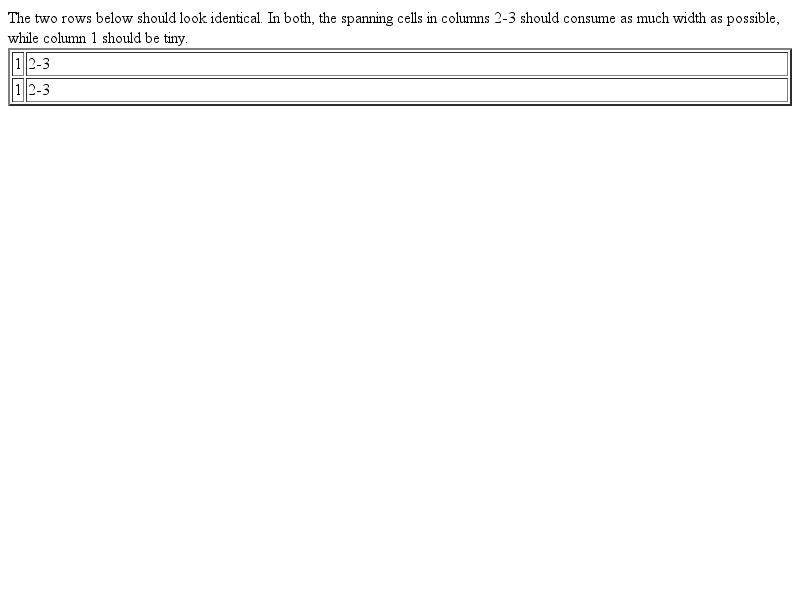 The two rows below should look identical. In both, the spanning cells in columns 2-3 should consume as much width as possible,
while column 1 should be tiny.
1 2-3
1 2-3